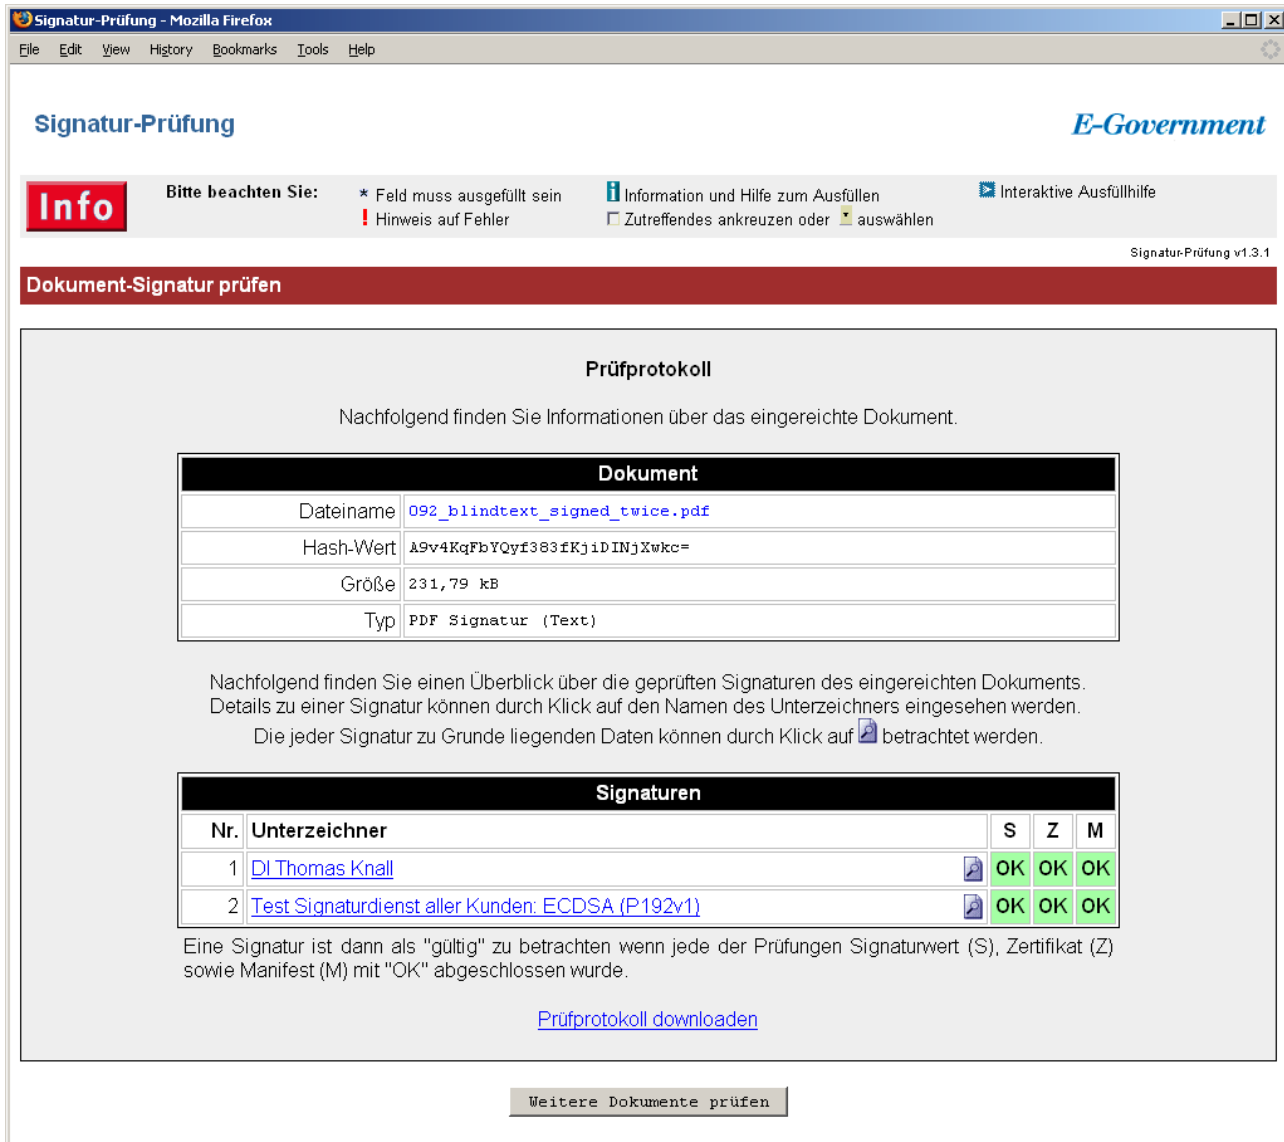 Signatur-Prüfung - Mozilla Firefox
File Edit View History Bookmarks Tools Help
Signatur-Prüfung
E-Government
Info
Bitte beachten Sie:
* Feld muss ausgefüllt sein
! Hinweis auf Fehler
Information und Hilfe zum Ausfüllen
Zutreffendes ankreuzen oder auswählen
Interaktive Ausfüllhilfe
Signatur-Prüfung v1.3.1
Dokument-Signatur prüfen
Prüfprotokoll
Nachfolgend finden Sie Informationen über das eingereichte Dokument.
Dokument
Dateiname 092_blindtext_signed_twice.pdf
Hash-Wert A9v4KqFbYQyf383fKjiDINjXwkc=
Größe 231,79 kB
Typ PDF Signatur (Text)
Nachfolgend finden Sie einen Überblick über die geprüften Signaturen des eingereichten Dokuments.
Details zu einer Signatur können durch Klick auf den Namen des Unterzeichners eingesehen werden.
Die jeder Signatur zu Grunde liegenden Daten können durch Klick auf betrachtet werden.
Signaturen
Nr. Unterzeichner S Z M
1 DI Thomas Knall OK OK OK
2 Test Signaturdienst aller Kunden: ECDSA (P192v1) OK OK OK
Eine Signatur ist dann als "gültig" zu betrachten wenn jede der Prüfungen Signaturwert (S), Zertifikat (Z)
sowie Manifest (M) mit "OK" abgeschlossen wurde.
Prüfprotokoll downloaden
Weitere Dokumente prüfen